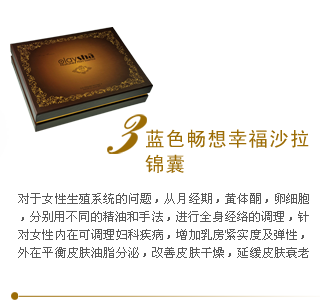 3 蓝色畅想幸福沙拉
锦囊
对于女性生殖系统的问题，从月经期，黄体酮，卵细胞
，分别用不同的精油和手法，进行全身经络的调理，针
对女性内在可调理妇科疾病，增加乳房紧实度及弹性，
外在平衡皮肤油脂分泌，改善皮肤干燥，延缓皮肤衰老